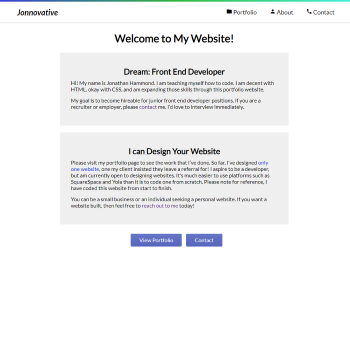 Jonnovative
Portfolio
About
Contact
Welcome to My Website!
Dream: Front End Developer
Hi! My name is Jonathan Hammond. I am teaching myself how to code. I am decent with
HTML, okay with CSS, and am expanding those skills through this portfolio website.
My goal is to become hireable for junior front end developer positions. If you are a
recruiter or employer, please contact me. I'd love to interview immediately.
I can Design Your Website
Please visit my portfolio page to see the work that I've done. So far, I've designed only
one website, one my client insisted they leave a referral for! I aspire to be a developer,
but am currently open to designing websites. It's much easier to use platforms such as
SquareSpace and Yola than it is to code one from scratch. Please note for reference, I
have coded this website from start to finish.
You can be a small business or an individual seeking a personal website. If you want a
website built, then feel free to reach out to me today!
View Portfolio
Contact